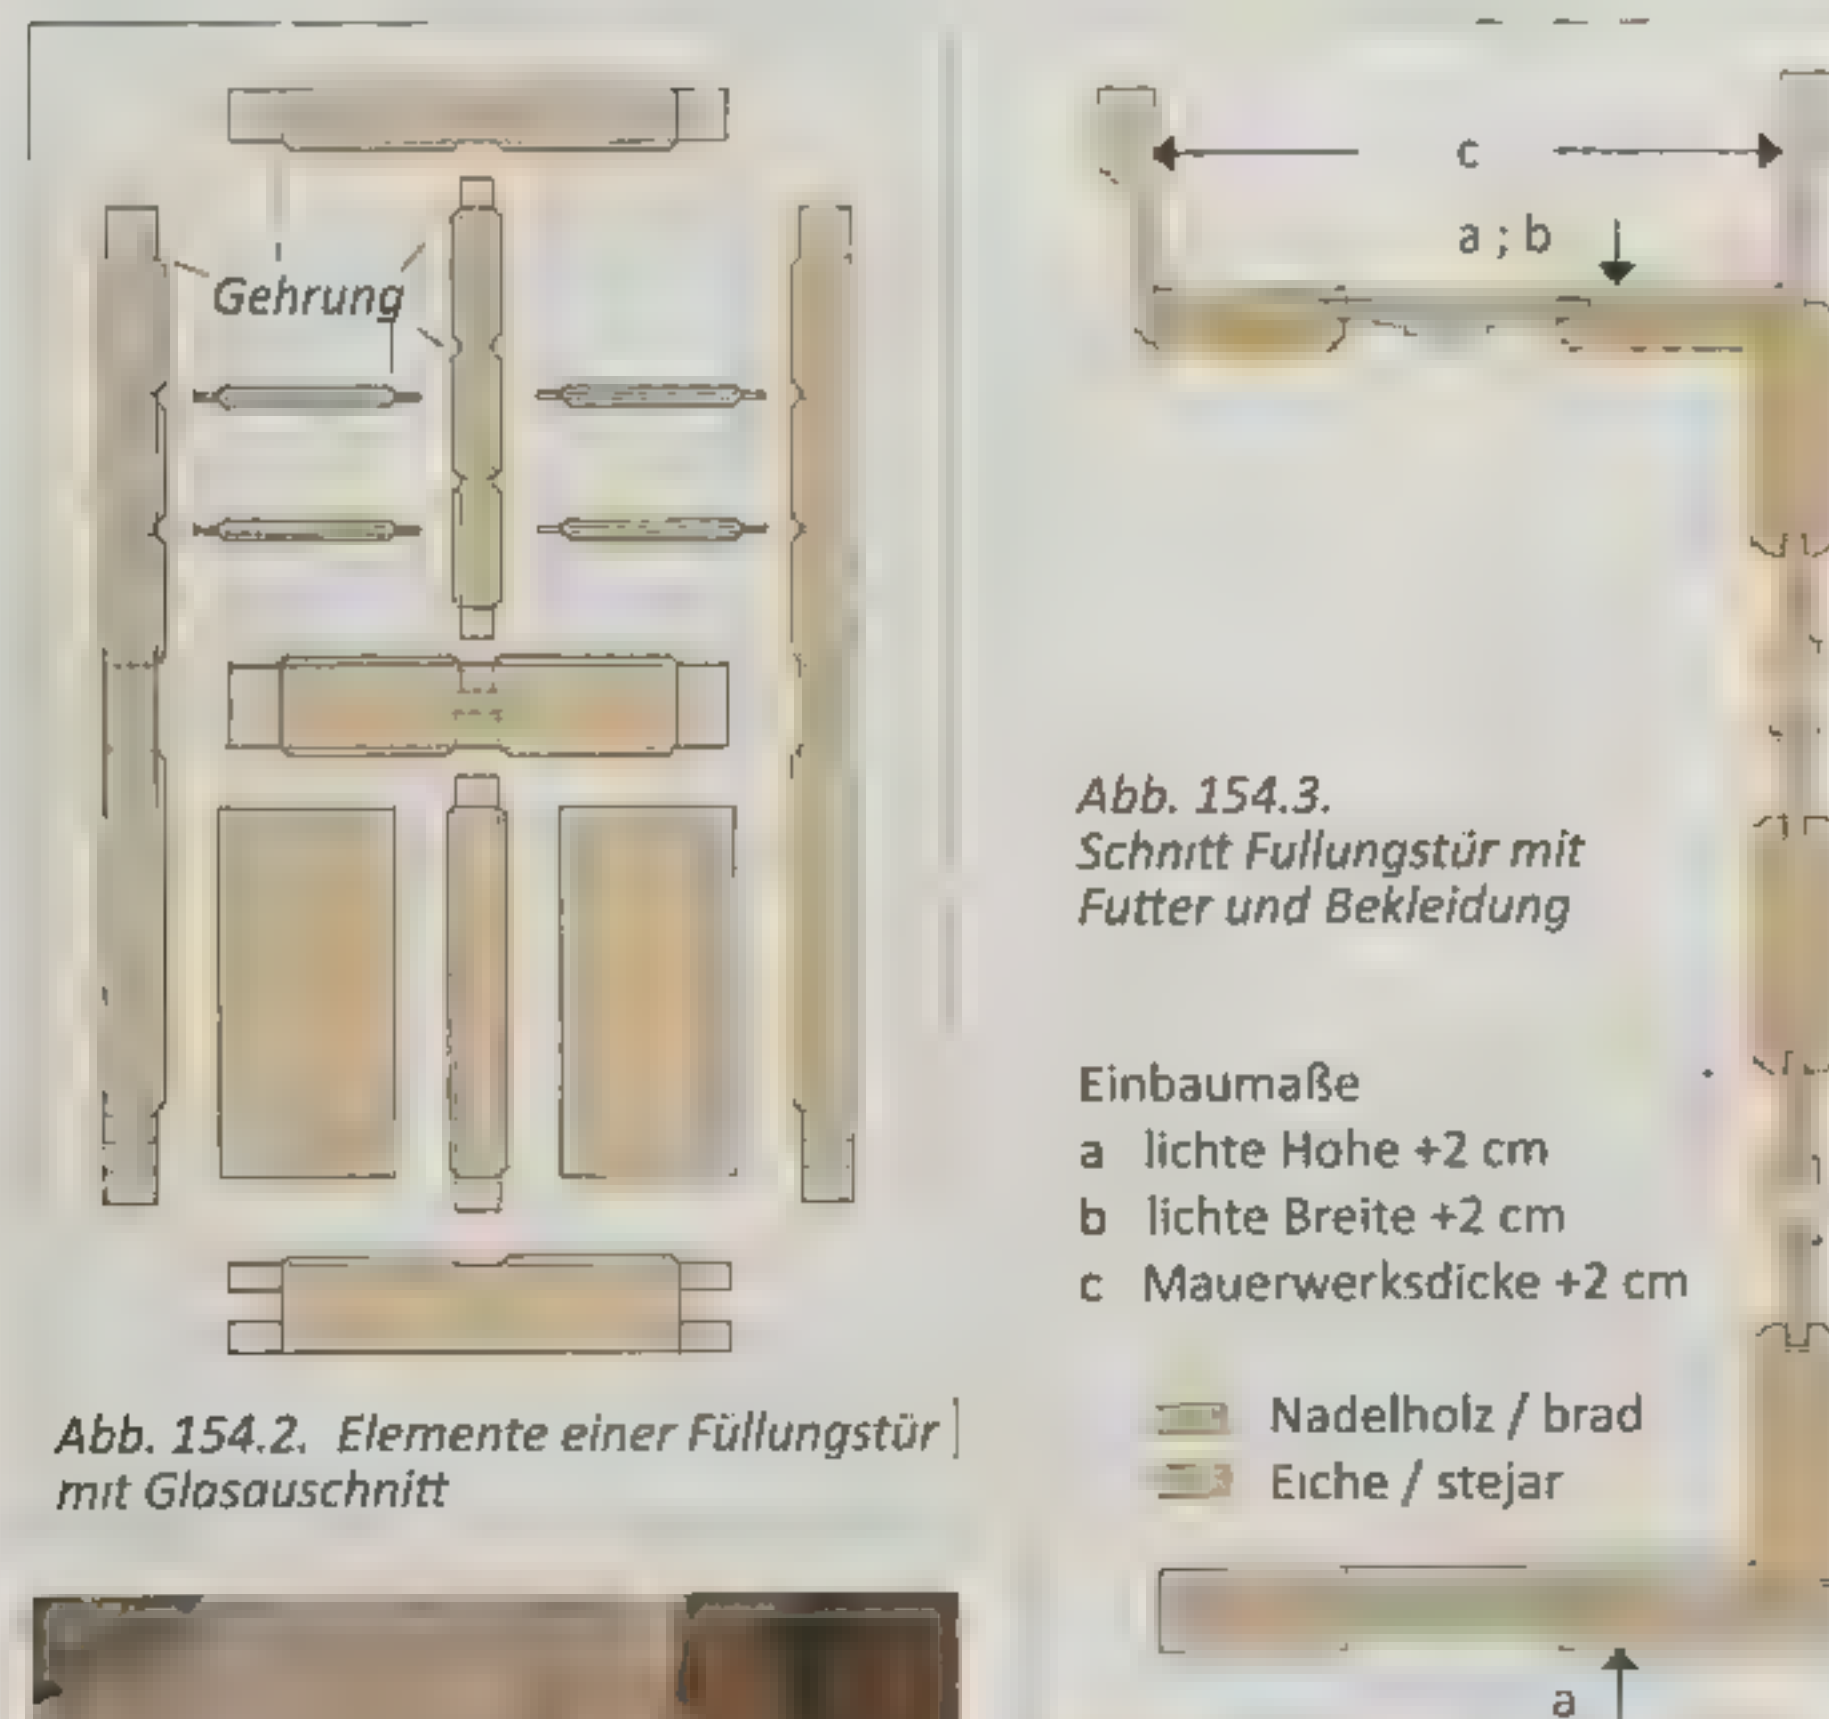 Gehrung
Abb. 154.2. Elemente einer Füllungstür
mit Glasauschnitt
c
a ; b
Abb. 154.3.
Schnitt Fullungstür mit
Futter und Bekleidung
Einbaumaße
a lichte Hohe +2 cm
b lichte Breite +2 cm
c Mauerwerksdicke +2 cm
Nadelholz / brad
Eiche / stejar
a